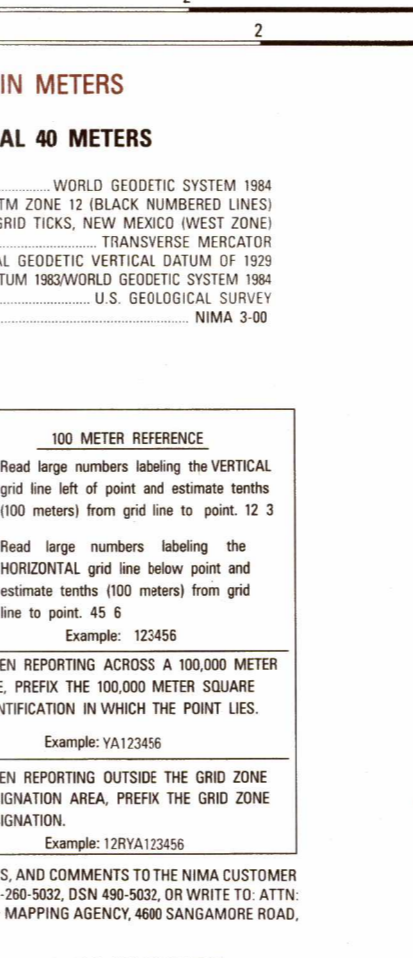 2
2
IN METERS
AL 40 METERS
WORLD GEODETIC SYSTEM 1984
TM ZONE 12 (BLACK NUMBERED LINES)
GRID TICKS, NEW MEXICO (WEST ZONE)
TRANSVERSE MERCATOR
AL GEODETIC VERTICAL DATUM OF 1929
TUM 1983/WORLD GEODETIC SYSTEM 1984
U.S. GEOLOGICAL SURVEY
NIMA 3-00
100 METER REFERENCE
Read large numbers labeling the VERTICAL
grid line left of point and estimate tenths
(100 meters) from grid line to point. 12 3
Read large numbers labeling the
HORIZONTAL grid line below point and
estimate tenths (100 meters) from grid
line to point. 45 6
Example: 123456
EN REPORTING ACROSS A 100,000 METER
E, PREFIX THE 100,000 METER SQUARE
NTIFICATION IN WHICH THE POINT LIES.
Example: YA123456
EN REPORTING OUTSIDE THE GRID ZONE
IGNATION AREA, PREFIX THE GRID ZONE
IGNATION.
Example: 12RYA123456
S, AND COMMENTS TO THE NIMA CUSTOMER
-260-5032, DSN 490-5032, OR WRITE TO: ATTN:
MAPPING AGENCY, 4600 SANGAMORE ROAD,